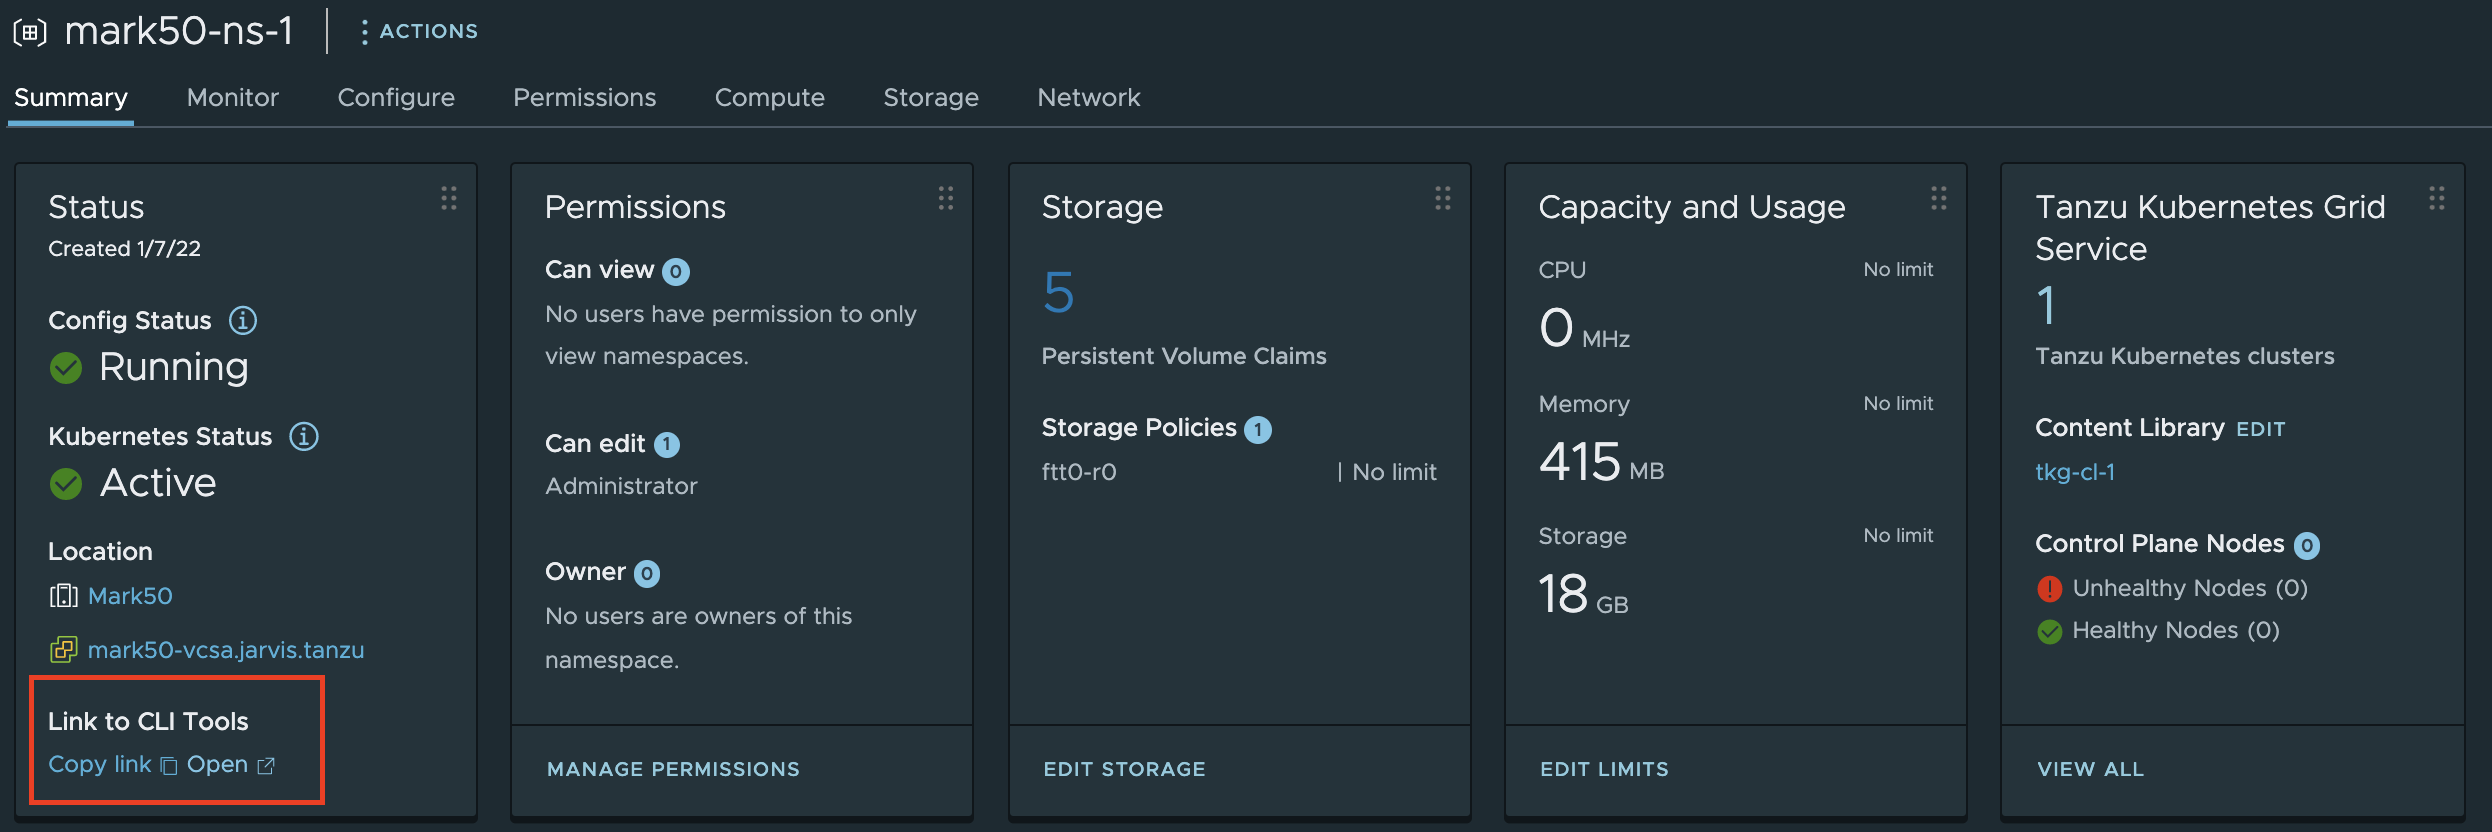 mark50-ns-1
ACTIONS
Summary
Monitor
Configure
Permissions
Compute
Storage
Network
Status
Created 1/7/22
Config Status
Running
Kubernetes Status
Active
Location
Mark50
mark50-vcsa.jarvis.tanzu
Link to CLI Tools
Copy link Open
Permissions
Can view 0
No users have permission to only
view namespaces.
Can edit 1
Administrator
Owner 0
No users are owners of this
namespace.
MANAGE PERMISSIONS
Storage
5
Persistent Volume Claims
Storage Policies 1
ftt0-r0 | No limit
EDIT STORAGE
Capacity and Usage
CPU No limit
0 MHz
Memory No limit
415 MB
Storage No limit
18 GB
EDIT LIMITS
Tanzu Kubernetes Grid
Service
1
Tanzu Kubernetes clusters
Content Library EDIT
tkg-cl-1
Control Plane Nodes 0
Unhealthy Nodes (0)
Healthy Nodes (0)
VIEW ALL